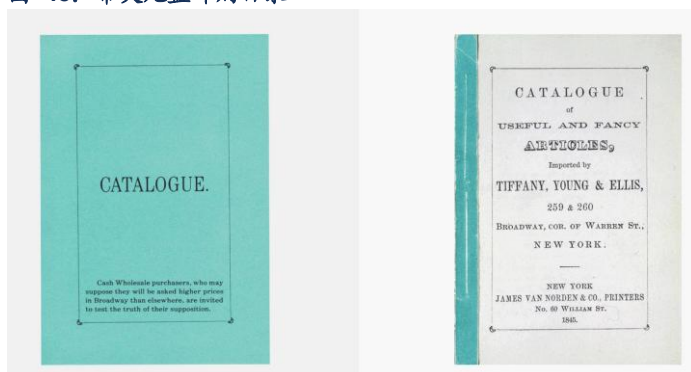 CATALOGUE.
Cash Wholesale purchasers, who may
suppose they will be asked higher prices
in Broadway than elsewhere, are invited
to test the truth of their supposition.
CATALOGUE
of
USEFUL AND FANCY
ARTICLES,
Imported by
TIFFANY, YOUNG & ELLIS,
259 & 260
BROADWAY, COR. OF WARREN ST.,
NEW YORK.
NEW YORK
JAMES VAN NORDEN & CO., PRINTERS
No. 60 WILLIAM ST.
1845.